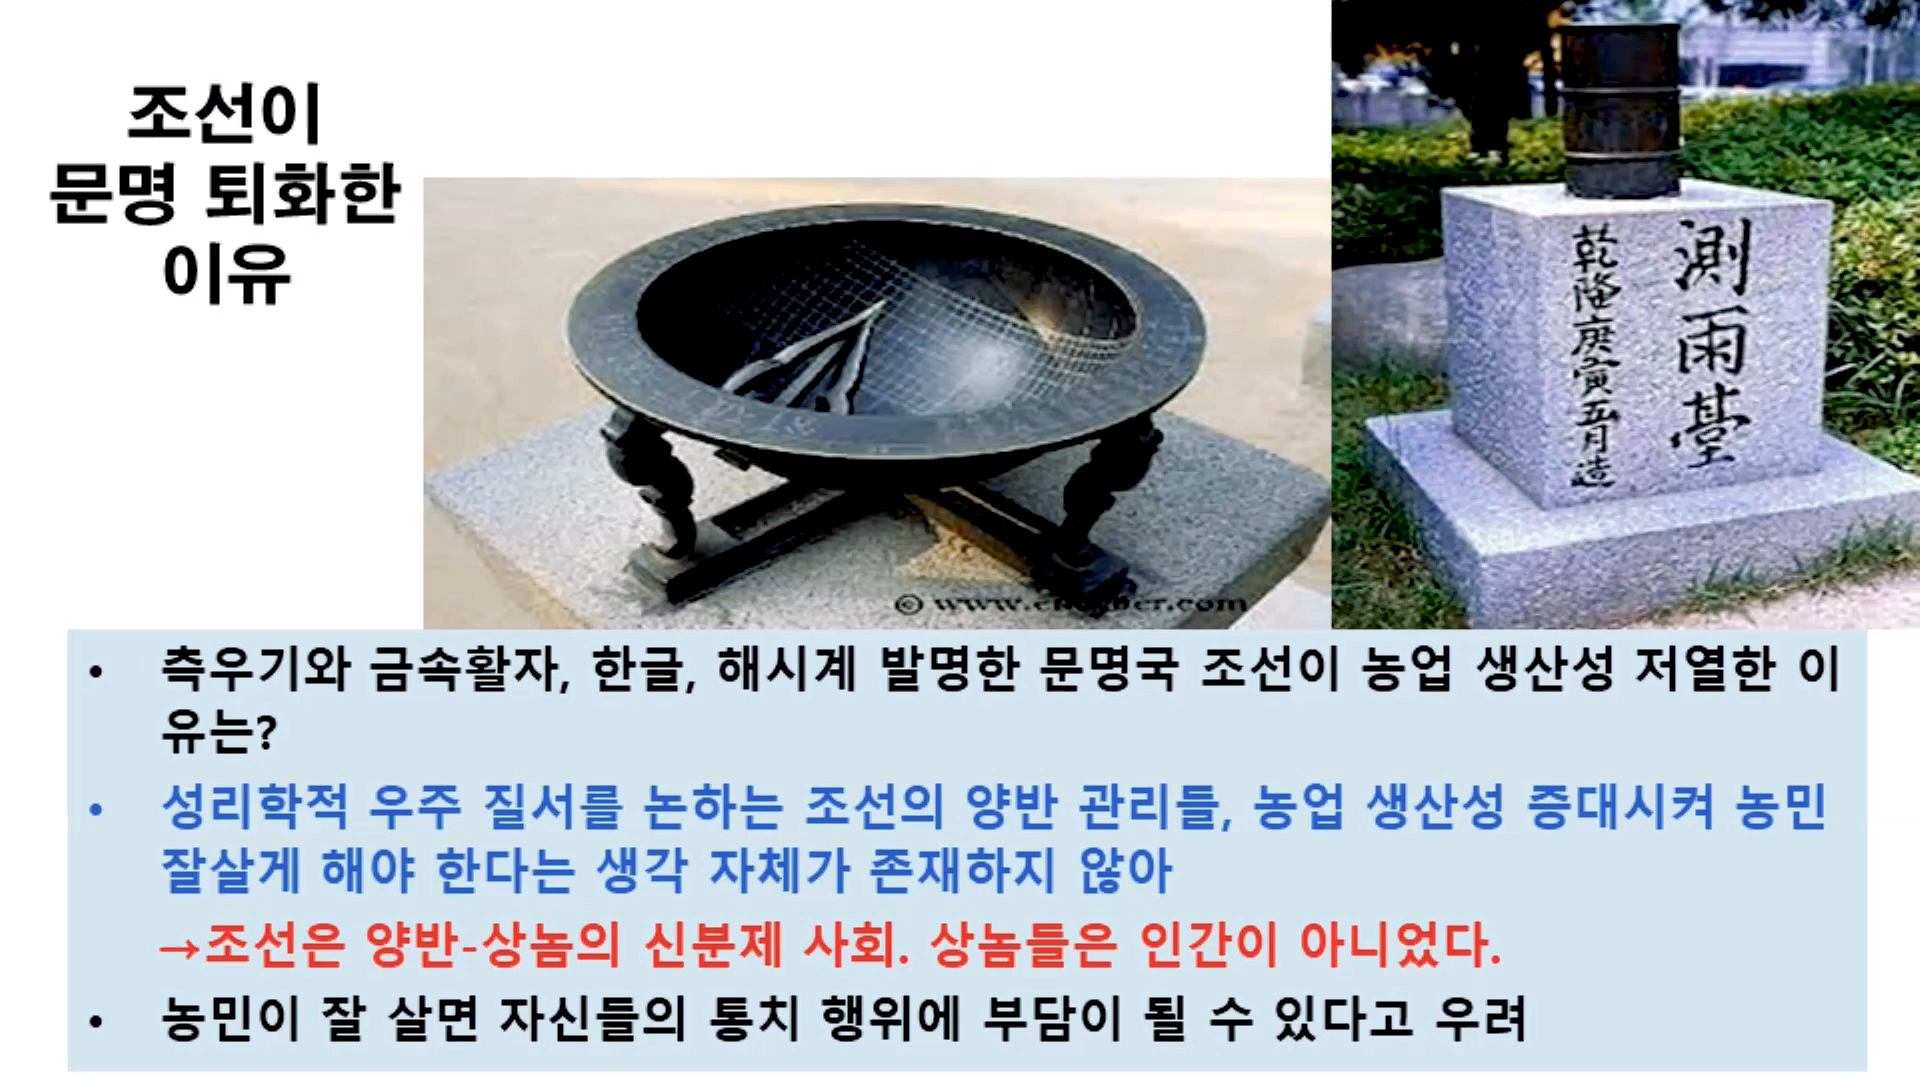 조선이
문명 퇴화한
이유
測雨臺
乾隆庚寅五月造
© www.
• 측우기와 금속활자, 한글, 해시계 발명한 문명국 조선이 농업 생산성 저열한 이
유는?
• 성리학적 우주 질서를 논하는 조선의 양반 관리들, 농업 생산성 증대시켜 농민
잘살게 해야 한다는 생각 자체가 존재하지 않아
→조선은 양반-상놈의 신분제 사회. 상놈들은 인간이 아니었다.
• 농민이 잘 살면 자신들의 통치 행위에 부담이 될 수 있다고 우려